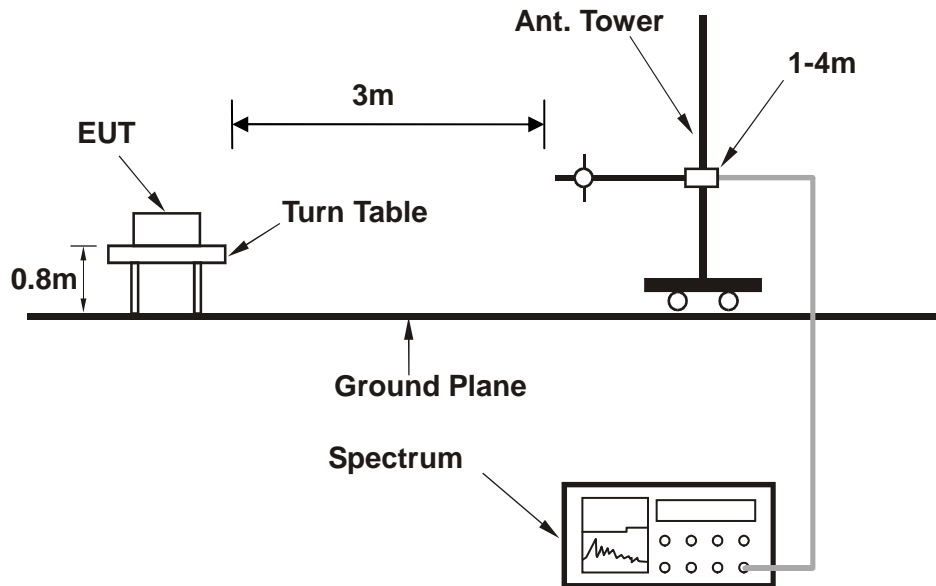 Ant. Tower
1-4m
3m
EUT
Turn Table
0.8m
Ground Plane
Spectrum